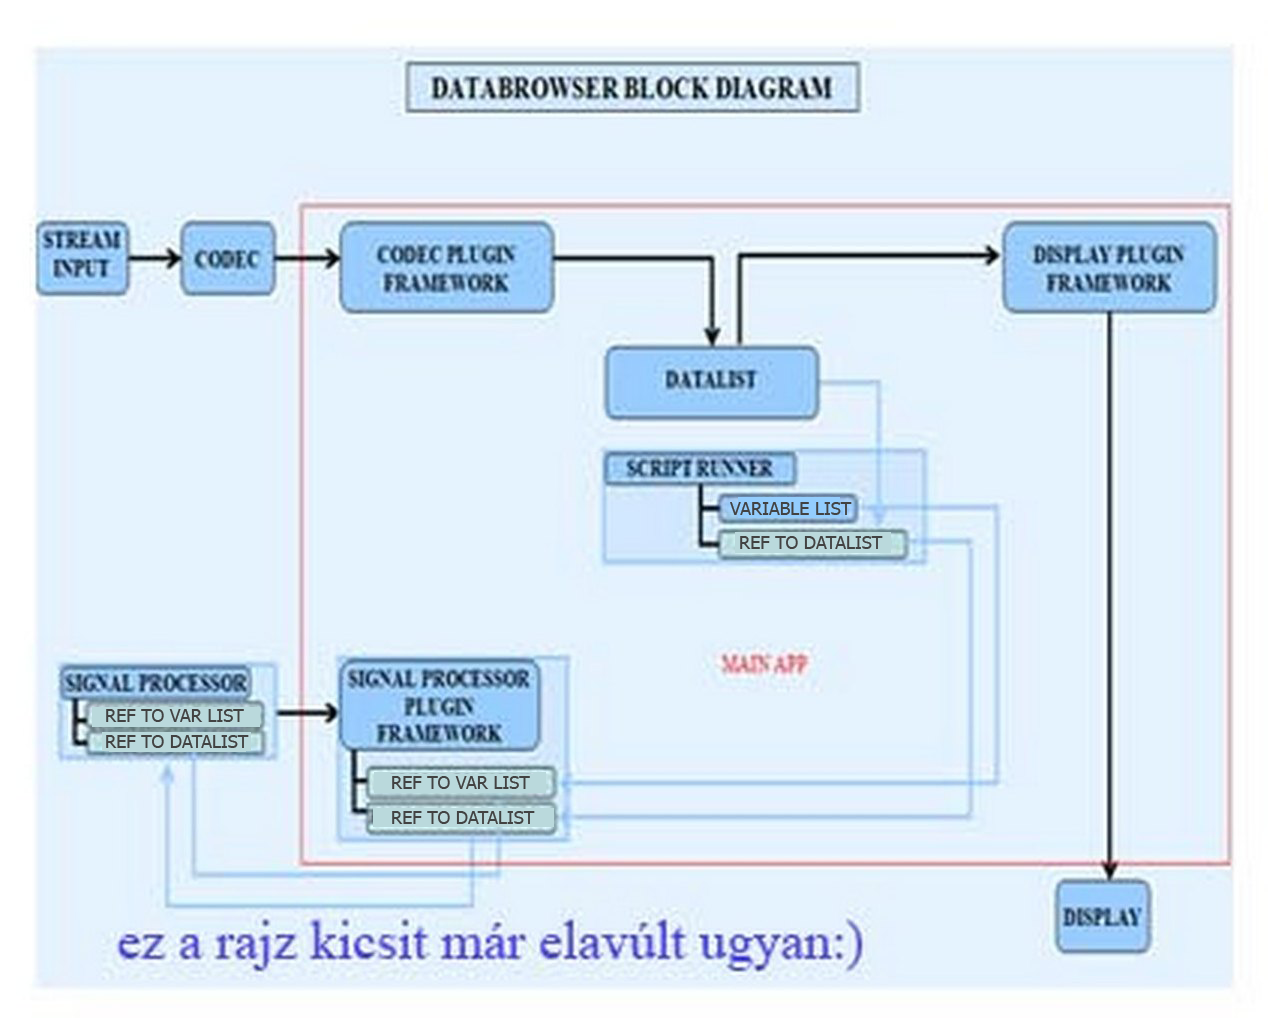 DATABROWSER BLOCK DIAGRAM
STREAM
INPUT
CODEC
CODEC PLUGIN
FRAMEWORK
DISPLAY PLUGIN
FRAMEWORK
DATALIST
SCRIPT RUNNER
VARIABLE LIST
REF TO DATALIST
MAIN APP
SIGNAL PROCESSOR
REF TO VAR LIST
REF TO DATALIST
SIGNAL PROCESSOR
PLUGIN
FRAMEWORK
REF TO VAR LIST
REF TO DATALIST
DISPLAY
ez a rajz kicsit már elavúlt ugyan:)